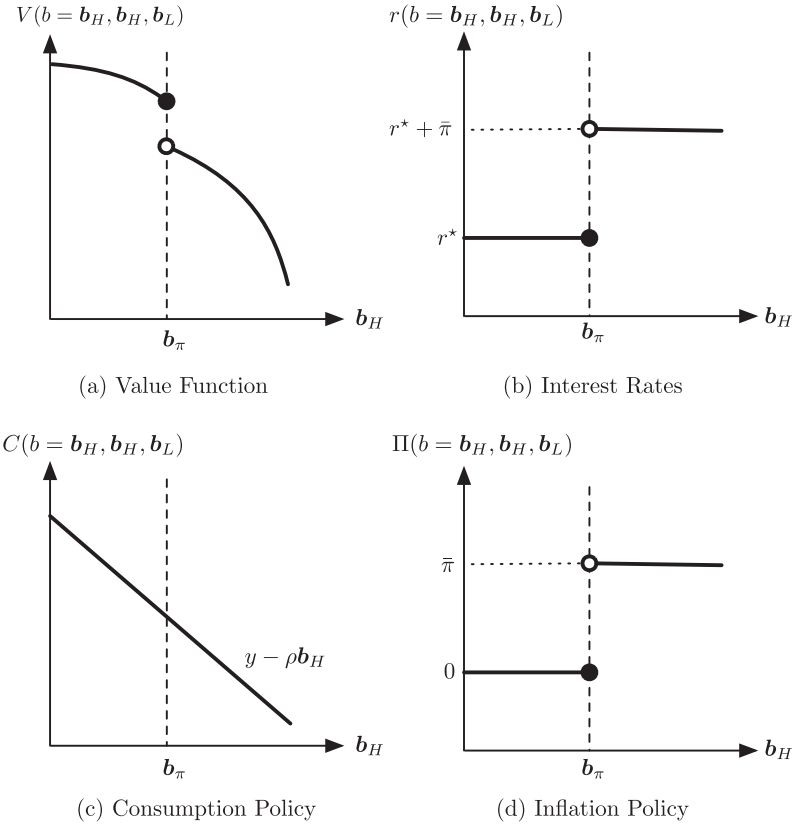 V(b = b_H, b_H, b_L)
b_H
b_π
(a) Value Function
r(b = b_H, b_H, b_L)
r⋆ + π̄
r⋆
b_H
b_π
(b) Interest Rates
C(b = b_H, b_H, b_L)
y − ρb_H
b_H
b_π
(c) Consumption Policy
Π(b = b_H, b_H, b_L)
π̄
0
b_H
b_π
(d) Inflation Policy